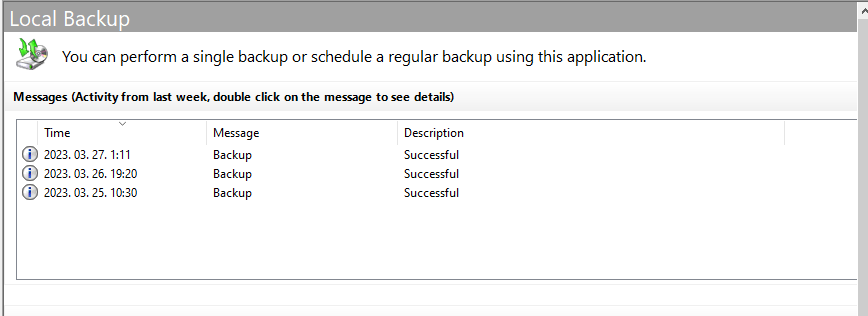 Local Backup
You can perform a single backup or schedule a regular backup using this application.
Messages (Activity from last week, double click on the message to see details)
Time Message Description
2023. 03. 27. 1:11 Backup Successful
2023. 03. 26. 19:20 Backup Successful
2023. 03. 25. 10:30 Backup Successful